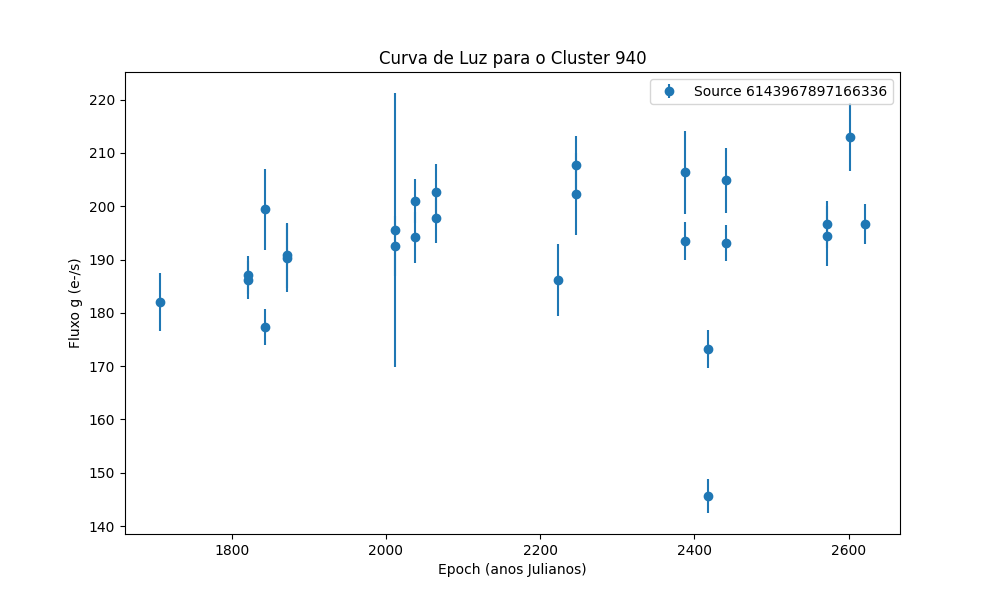 Curva de Luz para o Cluster 940
Source 6143967897166336
220
210
200
190
180
170
160
150
140
Fluxo g (e-/s)
1800 2000 2200 2400 2600
Epoch (anos Julianos)